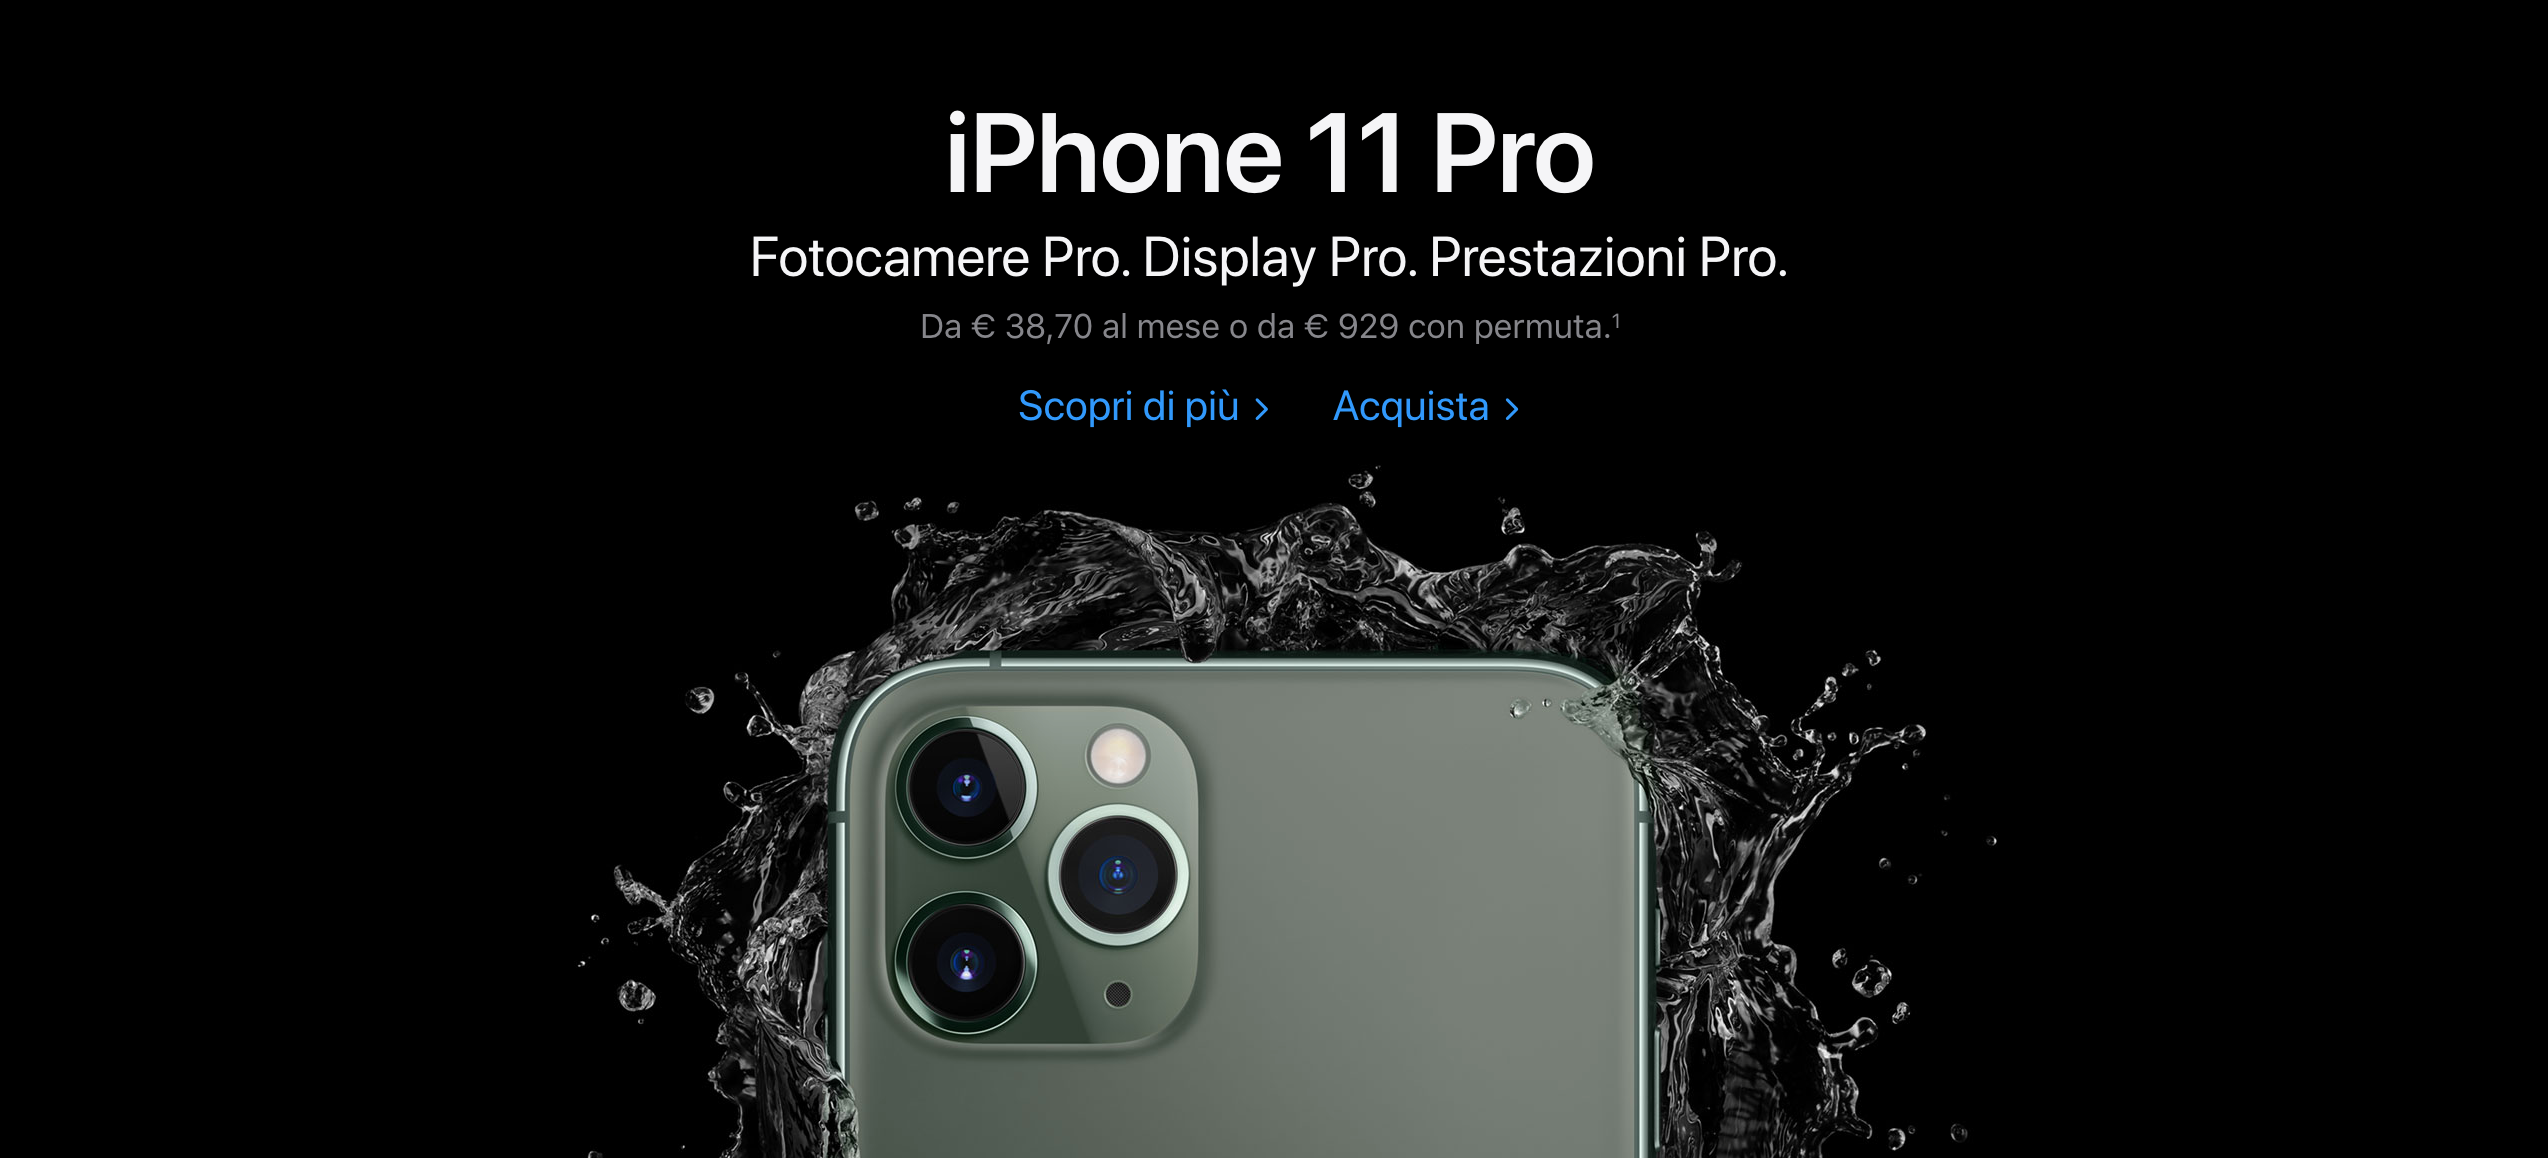 iPhone 11 Pro
Fotocamere Pro. Display Pro. Prestazioni Pro.
Da € 38,70 al mese o da € 929 con permuta.¹
Scopri di più > Acquista >